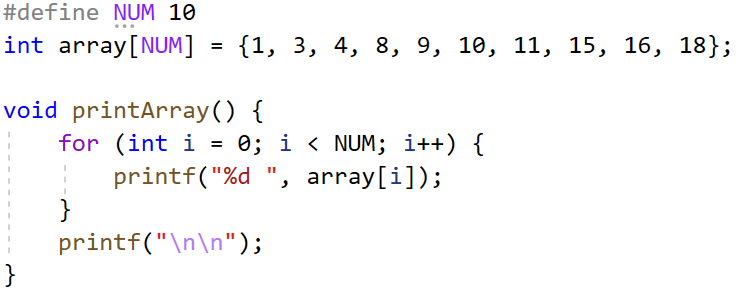 #define NUM 10
int array[NUM] = {1, 3, 4, 8, 9, 10, 11, 15, 16, 18};

void printArray() {
    for (int i = 0; i < NUM; i++) {
        printf("%d ", array[i]);
    }
    printf("\n\n");
}